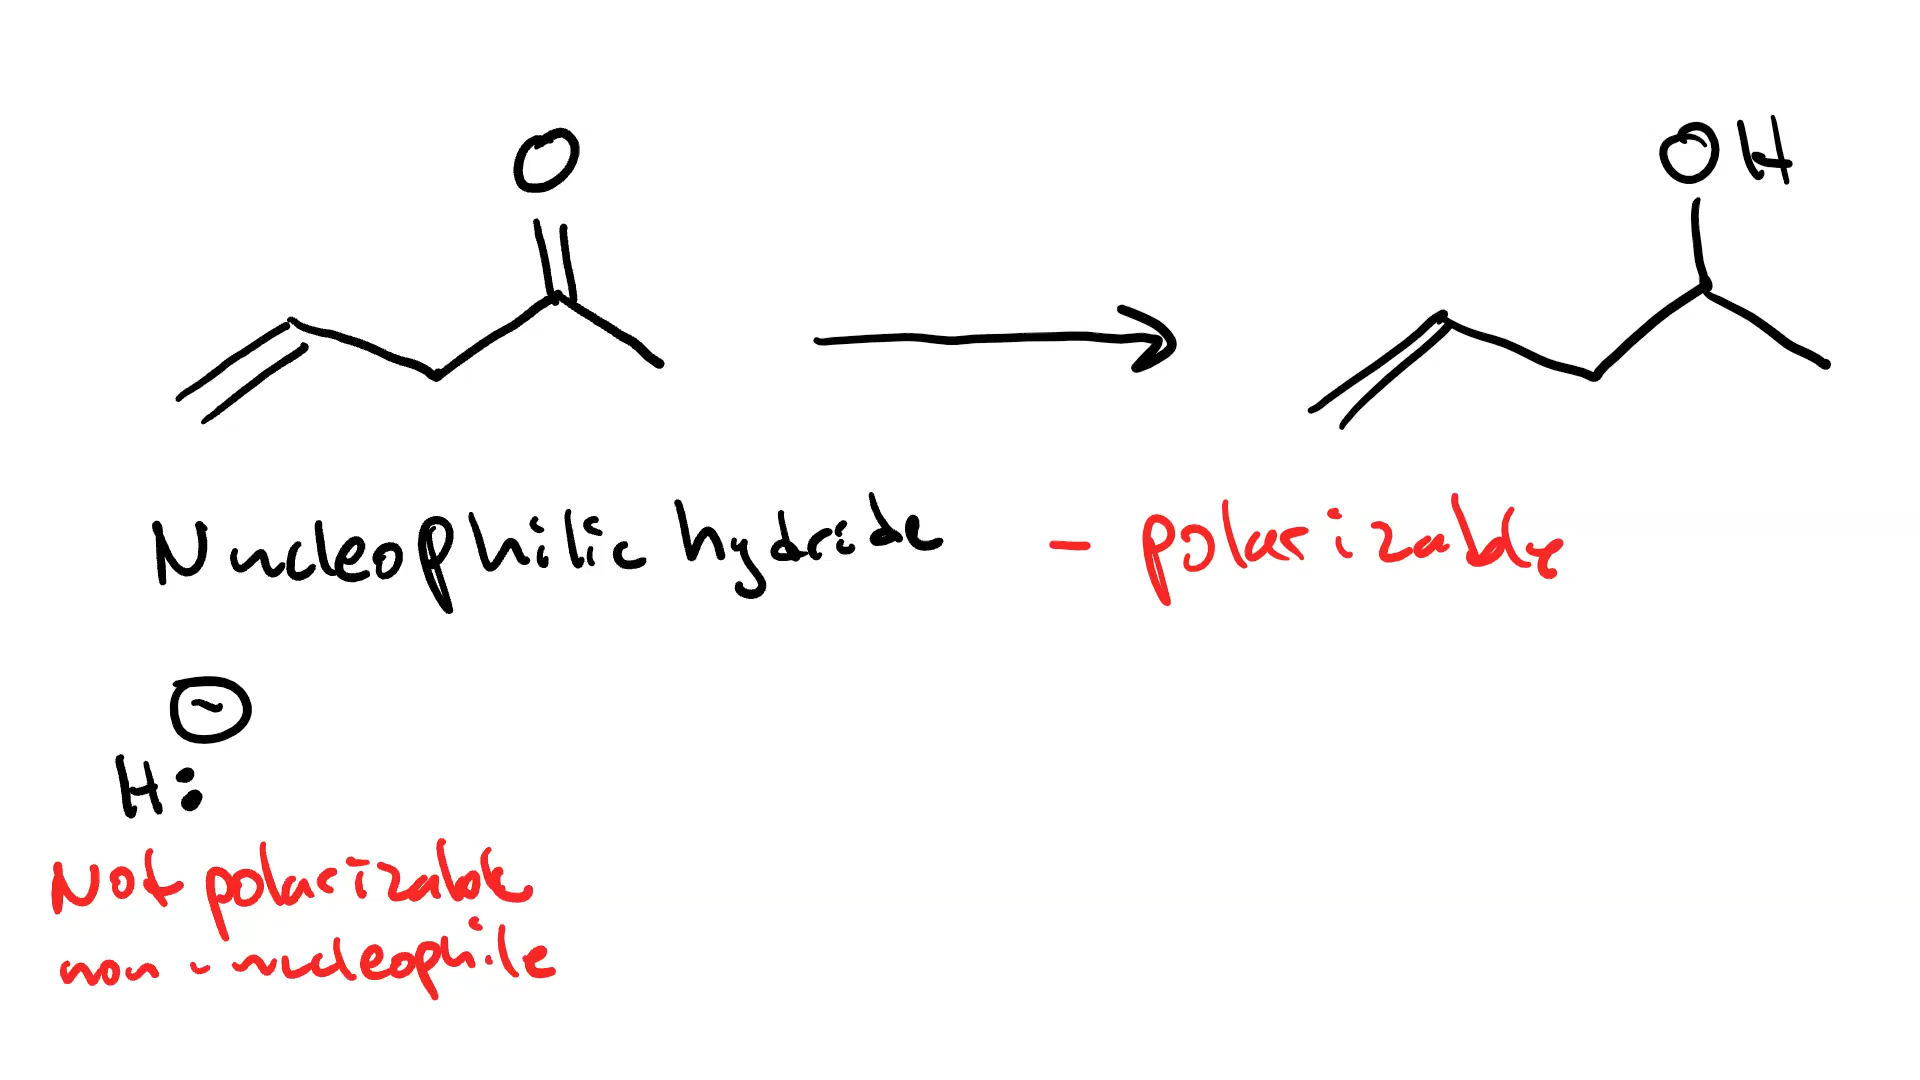 O
OH
Nucleophilic hydride - polarizable
⊖
H:
Not polarizable
non-nucleophile